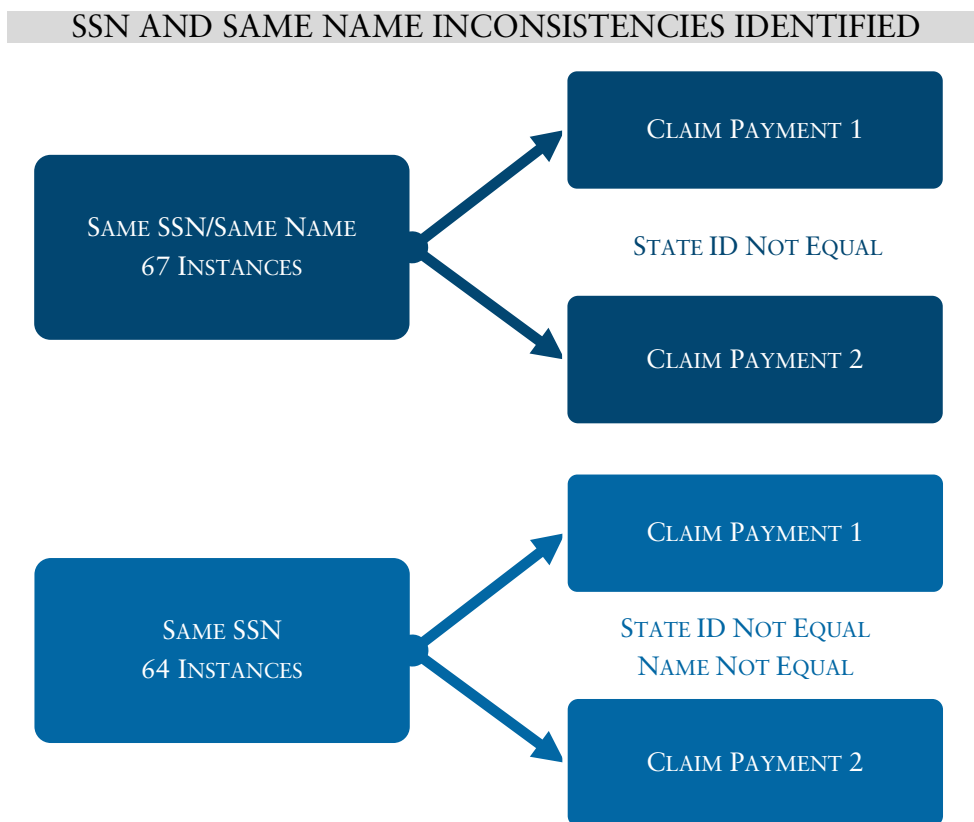 SSN AND SAME NAME INCONSISTENCIES IDENTIFIED
CLAIM PAYMENT 1
SAME SSN/SAME NAME
67 INSTANCES
STATE ID NOT EQUAL
CLAIM PAYMENT 2
CLAIM PAYMENT 1
SAME SSN
64 INSTANCES
STATE ID NOT EQUAL
NAME NOT EQUAL
CLAIM PAYMENT 2